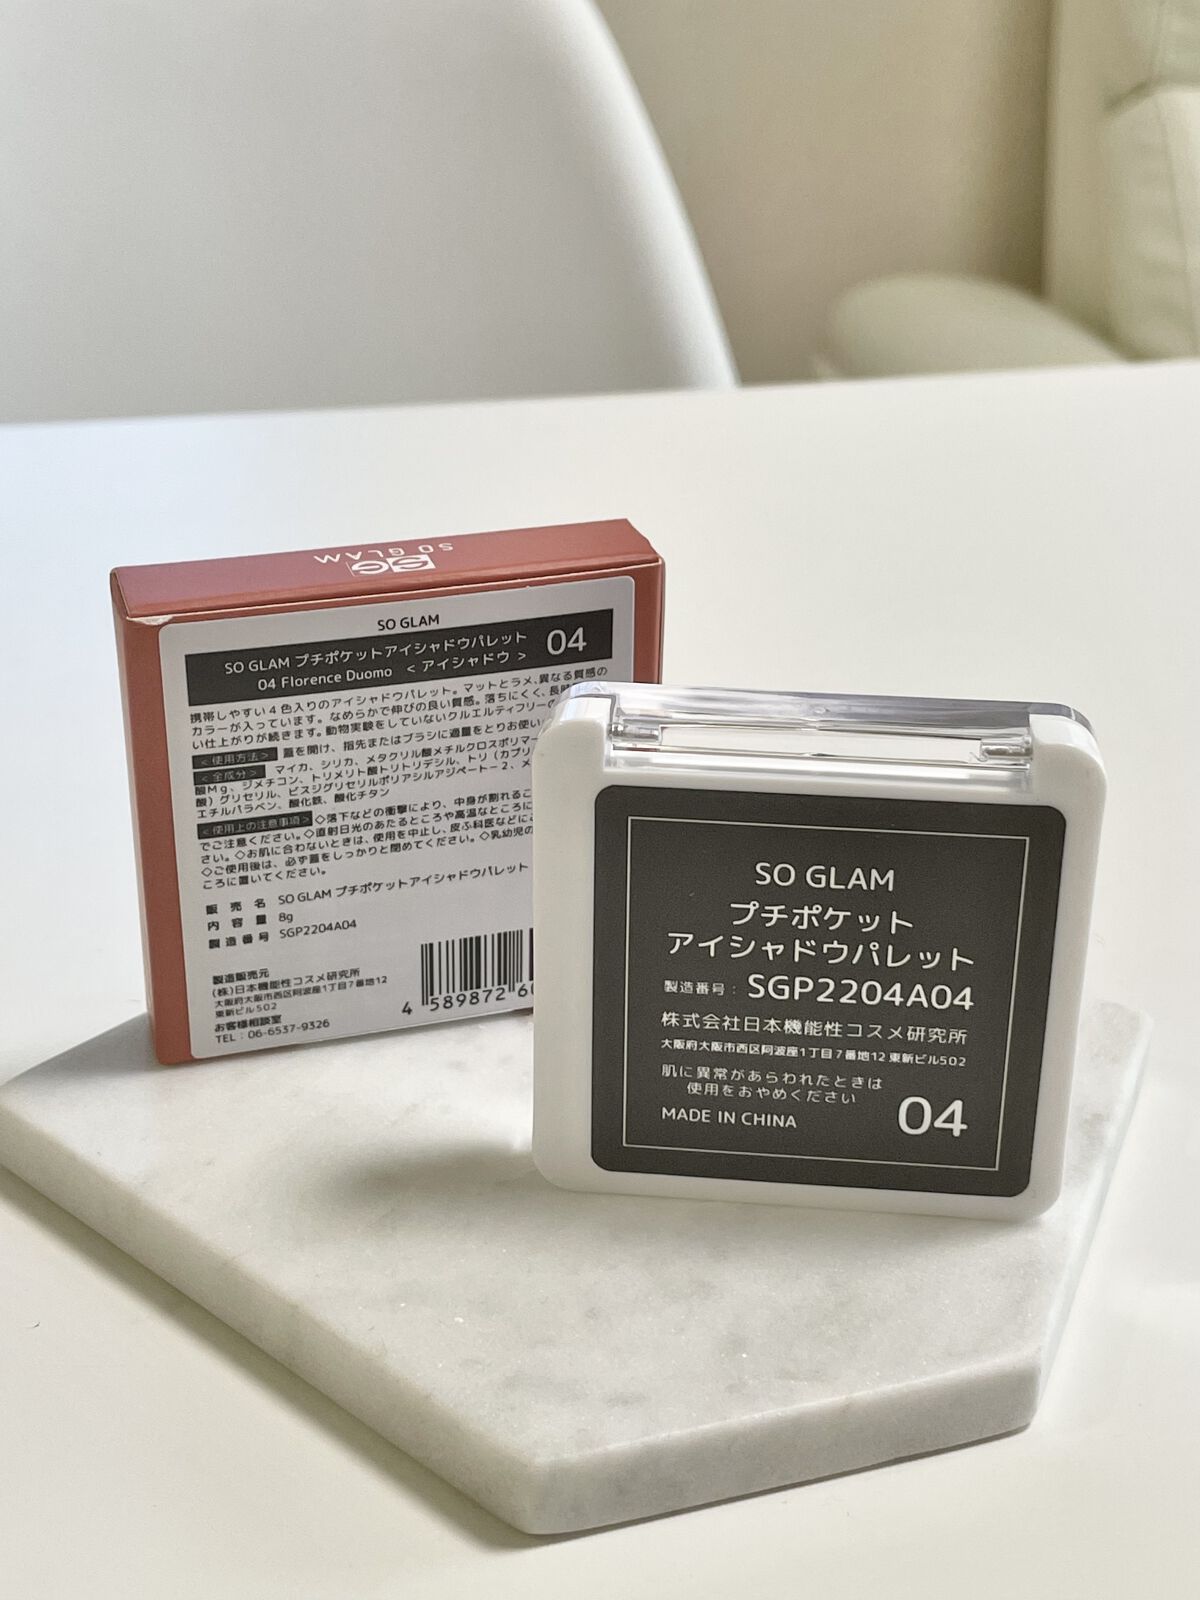 SO GLAM
SO GLAM
SO GLAM プチポケットアイシャドウパレット
04 Florence Duomo < アイシャドウ >
04
携帯しやすい4色入りのアイシャドウパレット。マットとラメ、異なる質感の
カラーが入っています。なめらかで伸びの良い質感。落ちにくく、長時
い仕上がりが続きます。動物実験をしていないクルエルティフリーの
<使用方法> 蓋を開け、指先またはブラシに適量をとりお使い
<全成分> マイカ、シリカ、メタクリル酸メチルクロスポリマー
酸Mg、ジメチコン、トリメリト酸トリトリデシル、トリ(カプリ
酸)グリセリル、ビスジグリセリルポリアシルアジペート-2、メ
エチルパラベン、酸化鉄、酸化チタン
<使用上の注意事項> ◇落下などの衝撃により、中身が割れるこ
でご注意ください。◇直射日光のあたるところや高温なところに
さい。◇お肌に合わないときは、使用を中止し、皮ふ科医などに
◇ご使用後は、必ず蓋をしっかりと閉めてください。◇乳幼児の
ころに置いてください。
販売名 SO GLAM プチポケットアイシャドウパレット
内容量 8g
製造番号 SGP2204A04
製造販売元
(株)日本機能性コスメ研究所
大阪府大阪市西区阿波座1丁目7番地12
東新ビル502
お客様相談室
TEL:06-6537-9326
4 589872 60
SO GLAM
プチポケット
アイシャドウパレット
製造番号: SGP2204A04
株式会社日本機能性コスメ研究所
大阪府大阪市西区阿波座1丁目7番地12 東新ビル502
肌に異常があらわれたときは
使用をおやめください
MADE IN CHINA
04